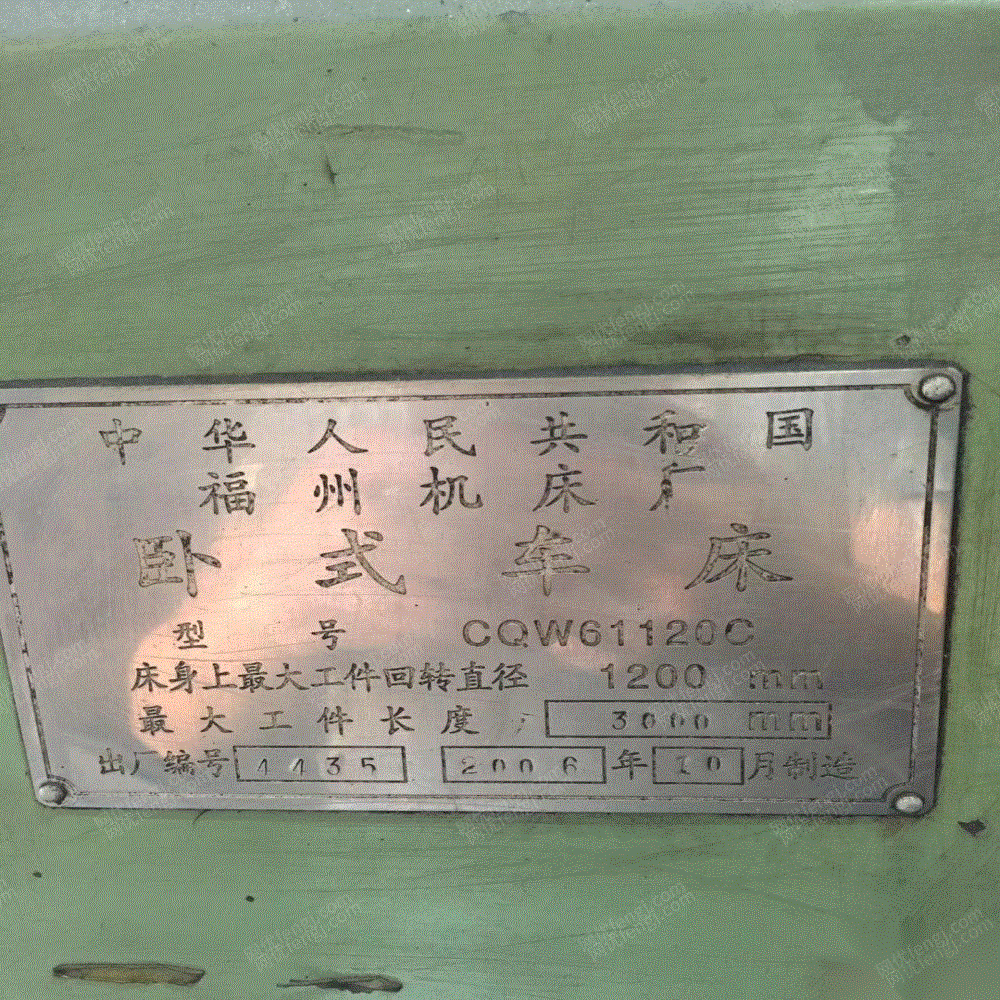 中华人民共和国
福州机床厂
卧式车床
型号 CQW61120C
床身上最大工件回转直径 1200 mm
最大工件长度 3000 mm
出厂编号 4435 2006 年 10 月制造